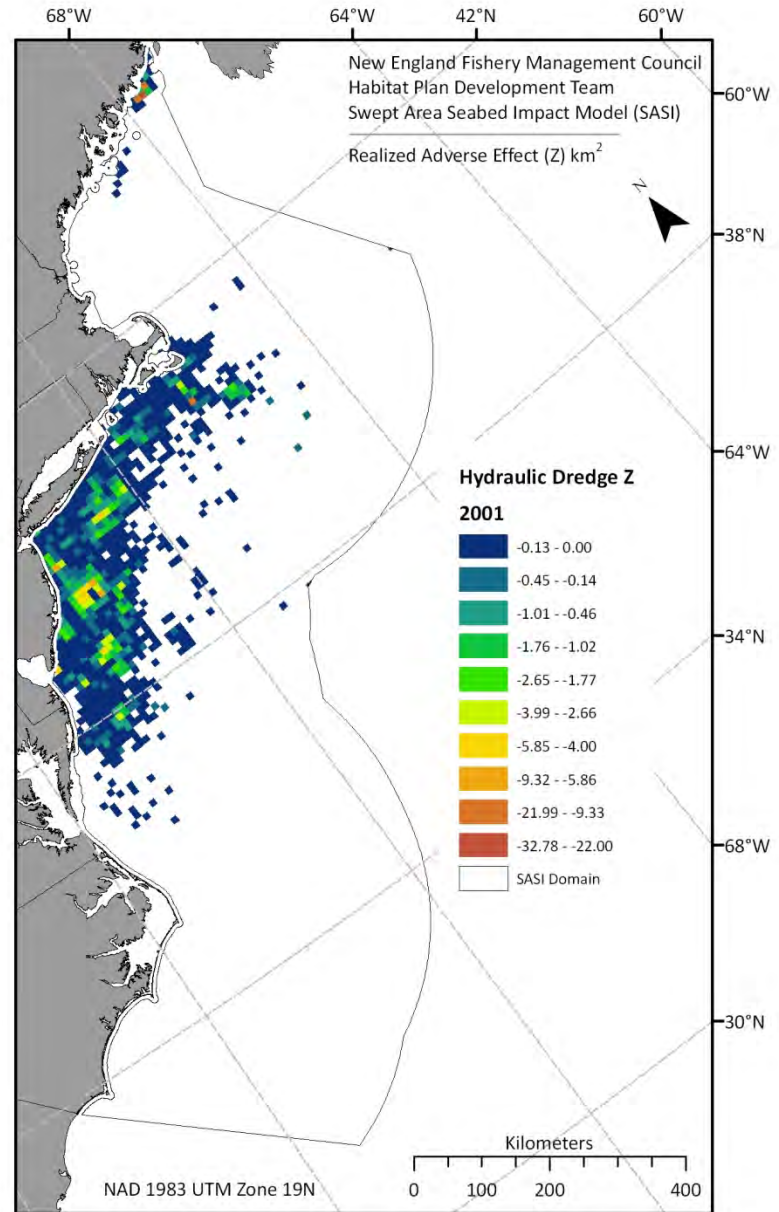 68°W
64°W
42°N
60°W
New England Fishery Management Council
Habitat Plan Development Team
Swept Area Seabed Impact Model (SASI)
Realized Adverse Effect (Z) km²
60°W
N
38°N
64°W
Hydraulic Dredge Z
2001
-0.13 - 0.00
-0.45 - -0.14
-1.01 - -0.46
-1.76 - -1.02
-2.65 - -1.77
-3.99 - -2.66
-5.85 - -4.00
-9.32 - -5.86
-21.99 - -9.33
-32.78 - -22.00
SASI Domain
34°N
68°W
30°N
Kilometers
0 100 200 400
NAD 1983 UTM Zone 19N